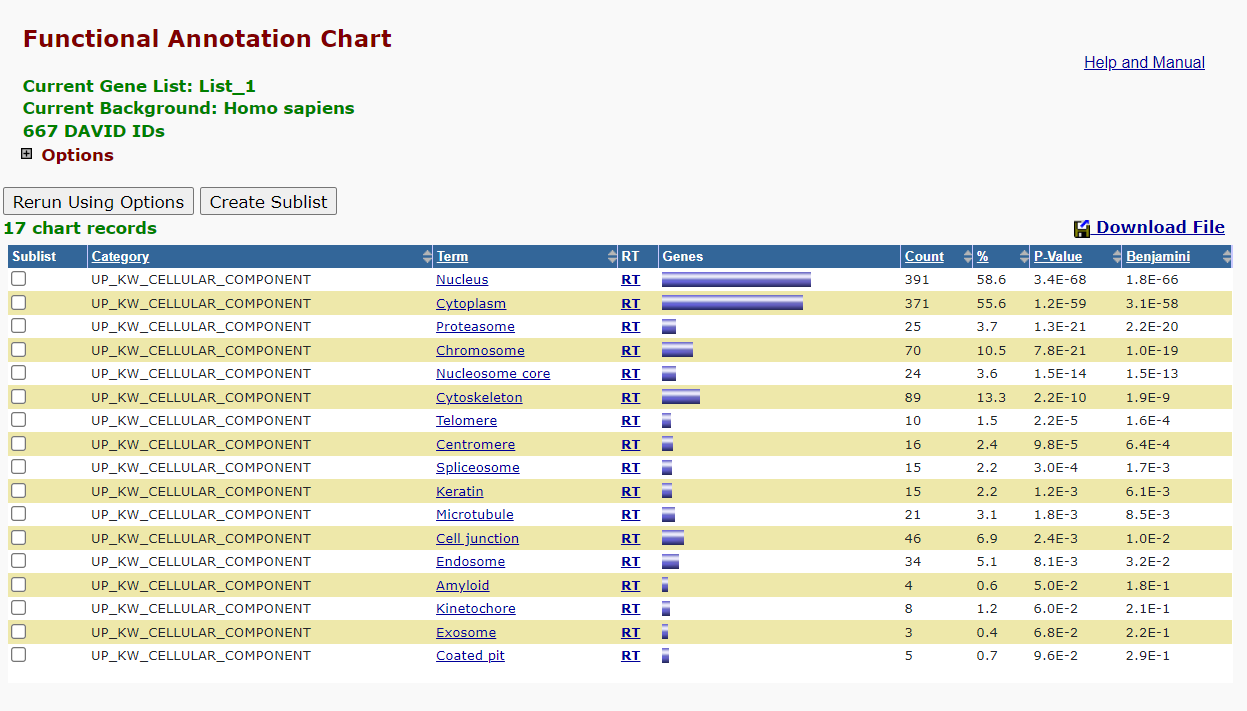 Functional Annotation Chart
Help and Manual
Current Gene List: List_1
Current Background: Homo sapiens
667 DAVID IDs
Options
Rerun Using Options Create Sublist
17 chart records Download File
Sublist Category Term RT Genes Count % P-Value Benjamini
UP_KW_CELLULAR_COMPONENT Nucleus RT 391 58.6 3.4E-68 1.8E-66
UP_KW_CELLULAR_COMPONENT Cytoplasm RT 371 55.6 1.2E-59 3.1E-58
UP_KW_CELLULAR_COMPONENT Proteasome RT 25 3.7 1.3E-21 2.2E-20
UP_KW_CELLULAR_COMPONENT Chromosome RT 70 10.5 7.8E-21 1.0E-19
UP_KW_CELLULAR_COMPONENT Nucleosome core RT 24 3.6 1.5E-14 1.5E-13
UP_KW_CELLULAR_COMPONENT Cytoskeleton RT 89 13.3 2.2E-10 1.9E-9
UP_KW_CELLULAR_COMPONENT Telomere RT 10 1.5 2.2E-5 1.6E-4
UP_KW_CELLULAR_COMPONENT Centromere RT 16 2.4 9.8E-5 6.4E-4
UP_KW_CELLULAR_COMPONENT Spliceosome RT 15 2.2 3.0E-4 1.7E-3
UP_KW_CELLULAR_COMPONENT Keratin RT 15 2.2 1.2E-3 6.1E-3
UP_KW_CELLULAR_COMPONENT Microtubule RT 21 3.1 1.8E-3 8.5E-3
UP_KW_CELLULAR_COMPONENT Cell junction RT 46 6.9 2.4E-3 1.0E-2
UP_KW_CELLULAR_COMPONENT Endosome RT 34 5.1 8.1E-3 3.2E-2
UP_KW_CELLULAR_COMPONENT Amyloid RT 4 0.6 5.0E-2 1.8E-1
UP_KW_CELLULAR_COMPONENT Kinetochore RT 8 1.2 6.0E-2 2.1E-1
UP_KW_CELLULAR_COMPONENT Exosome RT 3 0.4 6.8E-2 2.2E-1
UP_KW_CELLULAR_COMPONENT Coated pit RT 5 0.7 9.6E-2 2.9E-1